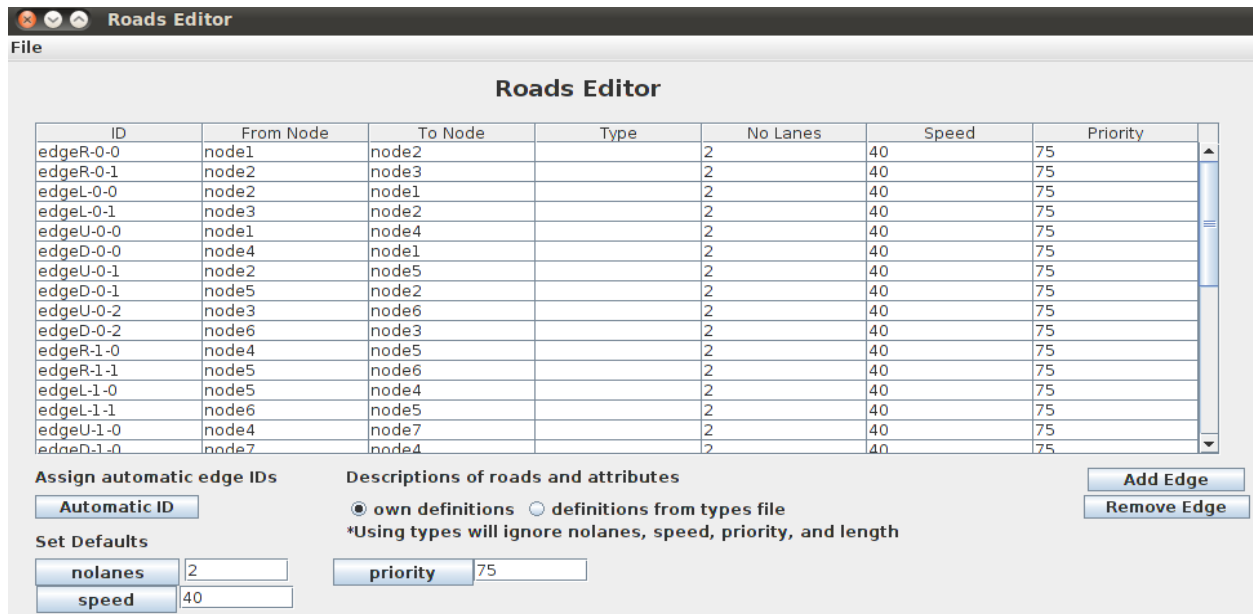 Roads Editor
File
Roads Editor
ID From Node To Node Type No Lanes Speed Priority
edgeR-0-0 node1 node2 2 40 75
edgeR-0-1 node2 node3 2 40 75
edgeL-0-0 node2 node1 2 40 75
edgeL-0-1 node3 node2 2 40 75
edgeU-0-0 node1 node4 2 40 75
edgeD-0-0 node4 node1 2 40 75
edgeU-0-1 node2 node5 2 40 75
edgeD-0-1 node5 node2 2 40 75
edgeU-0-2 node3 node6 2 40 75
edgeD-0-2 node6 node3 2 40 75
edgeR-1-0 node4 node5 2 40 75
edgeR-1-1 node5 node6 2 40 75
edgeL-1-0 node5 node4 2 40 75
edgeL-1-1 node6 node5 2 40 75
edgeU-1-0 node4 node7 2 40 75
edgeD-1-0 node7 node4 2 40 75
Assign automatic edge IDs Descriptions of roads and attributes Add Edge
Automatic ID own definitions definitions from types file Remove Edge
*Using types will ignore nolanes, speed, priority, and length
Set Defaults
nolanes 2 priority 75
speed 40